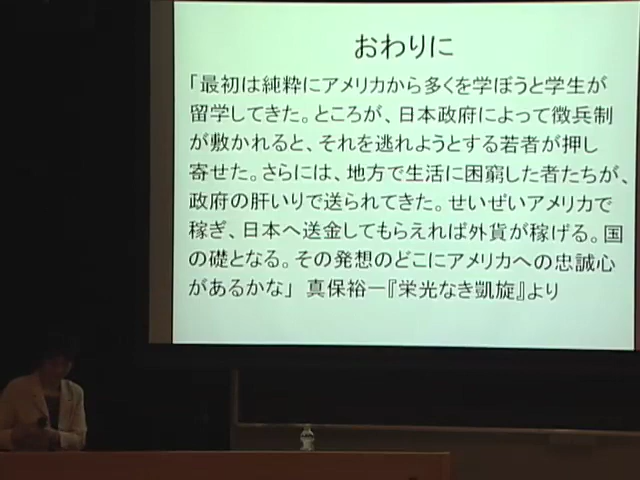 おわりに
「最初は純粋にアメリカから多くを学ぼうと学生が
留学してきた。ところが、日本政府によって徴兵制
が敷かれると、それを逃れようとする若者が押し
寄せた。さらには、地方で生活に困窮した者たちが、
政府の肝いりで送られてきた。せいぜいアメリカで
稼ぎ、日本へ送金してもらえれば外貨が稼げる。国
の礎となる。その発想のどこにアメリカへの忠誠心
があるかな」 真保裕一『栄光なき凱旋』より